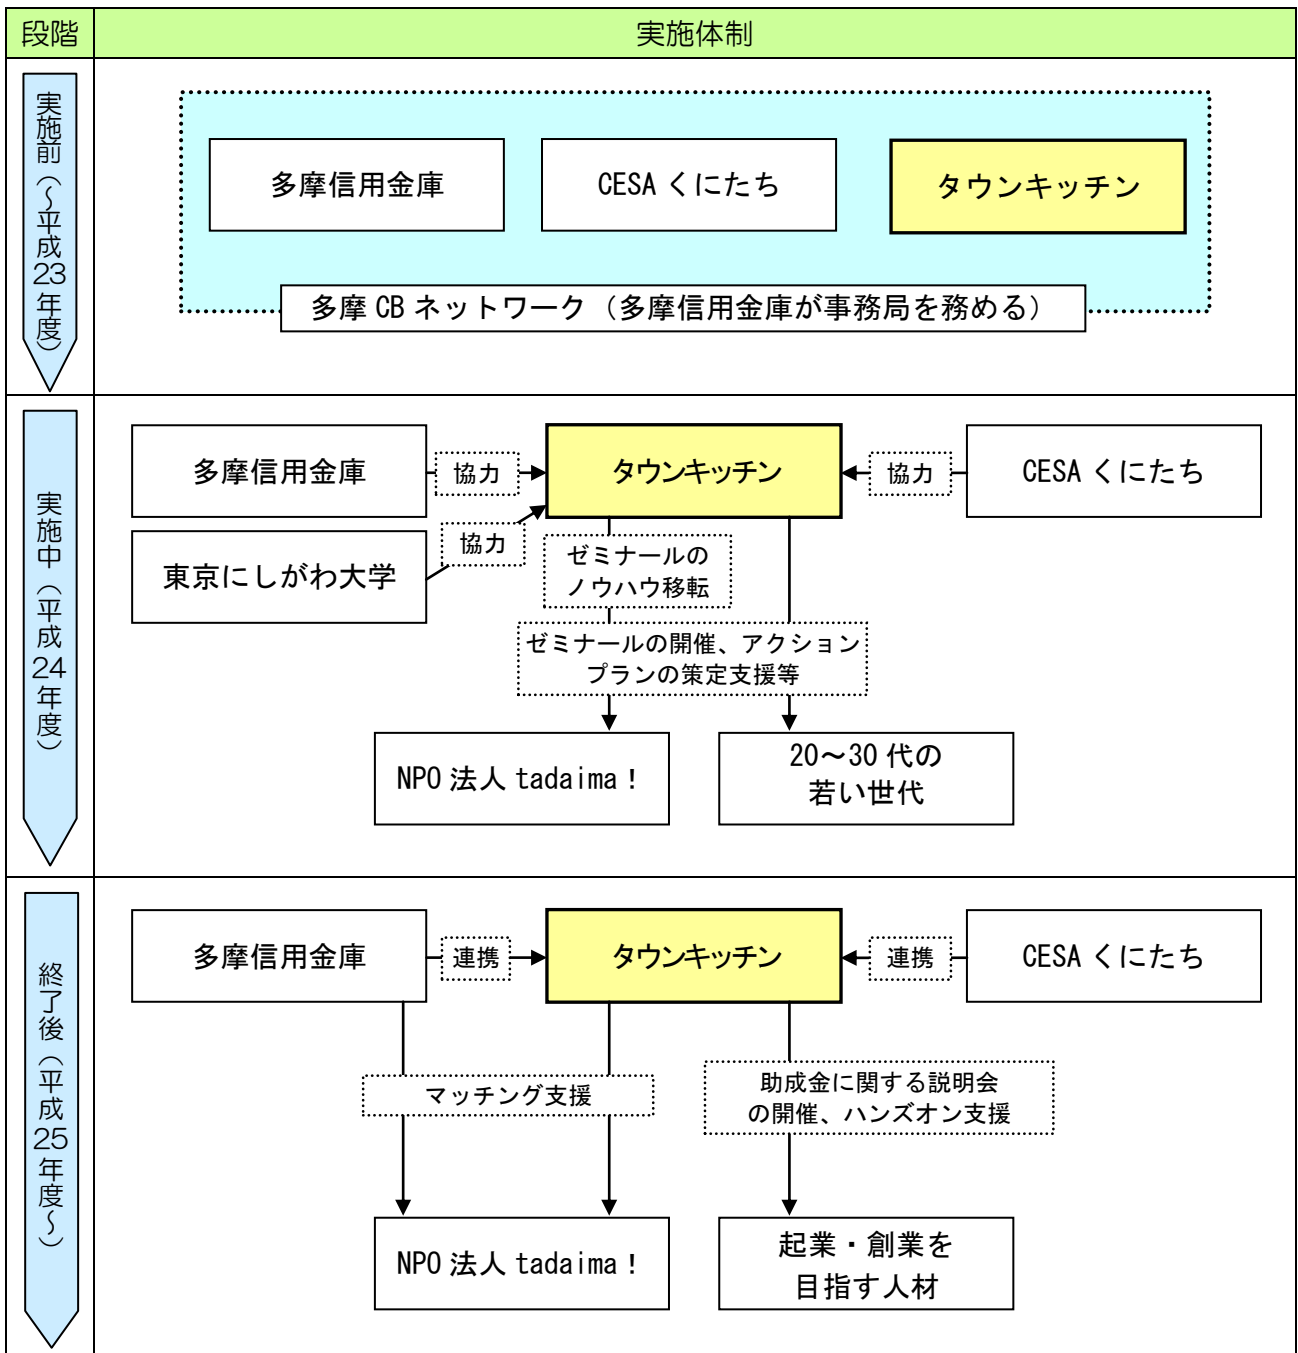 段階
実施体制
実施前（～平成23年度）
多摩信用金庫
CESA くにたち
タウンキッチン
多摩 CB ネットワーク（多摩信用金庫が事務局を務める）
実施中（平成24年度）
多摩信用金庫
協力
タウンキッチン
協力
CESA くにたち
東京にしがわ大学
協力
ゼミナールの
ノウハウ移転
ゼミナールの開催、アクション
プランの策定支援等
NPO 法人 tadaima！
20～30 代の
若い世代
終了後（平成25年度～）
多摩信用金庫
連携
タウンキッチン
連携
CESA くにたち
マッチング支援
助成金に関する説明会
の開催、ハンズオン支援
NPO 法人 tadaima！
起業・創業を
目指す人材